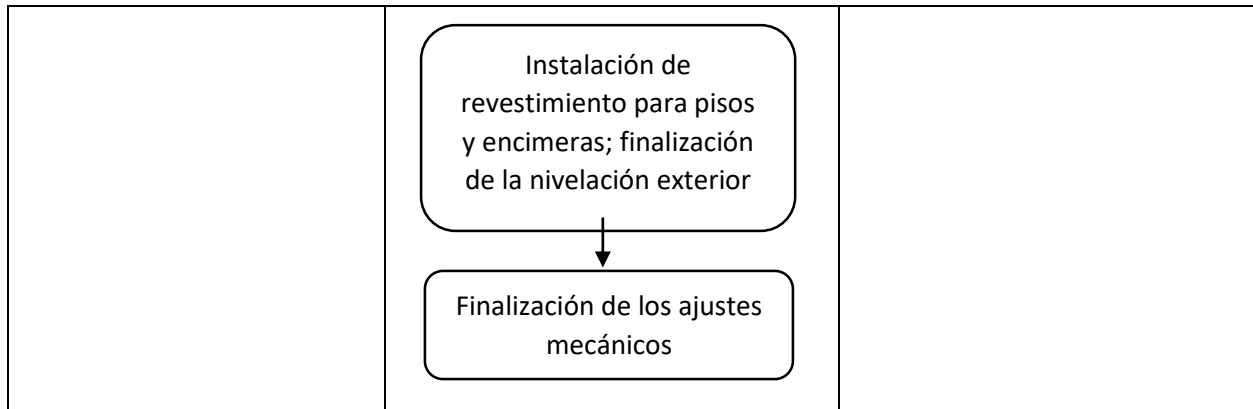 Instalación de
revestimiento para pisos
y encimeras; finalización
de la nivelación exterior
Finalización de los ajustes
mecánicos